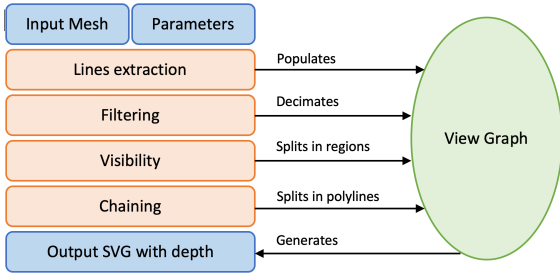 Input Mesh
Parameters
Lines extraction
Populates
Filtering
Decimates
Visibility
Splits in regions
Chaining
Splits in polylines
Output SVG with depth
Generates
View Graph